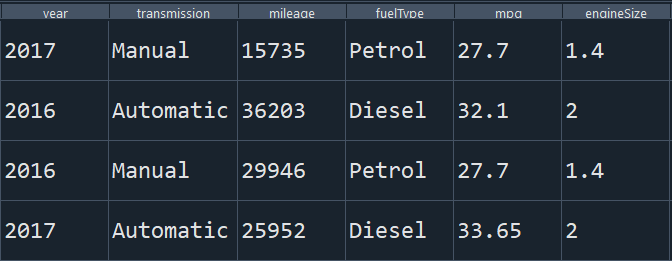 year transmission mileage fuelType mpg engineSize
2017 Manual 15735 Petrol 27.7 1.4
2016 Automatic 36203 Diesel 32.1 2
2016 Manual 29946 Petrol 27.7 1.4
2017 Automatic 25952 Diesel 33.65 2